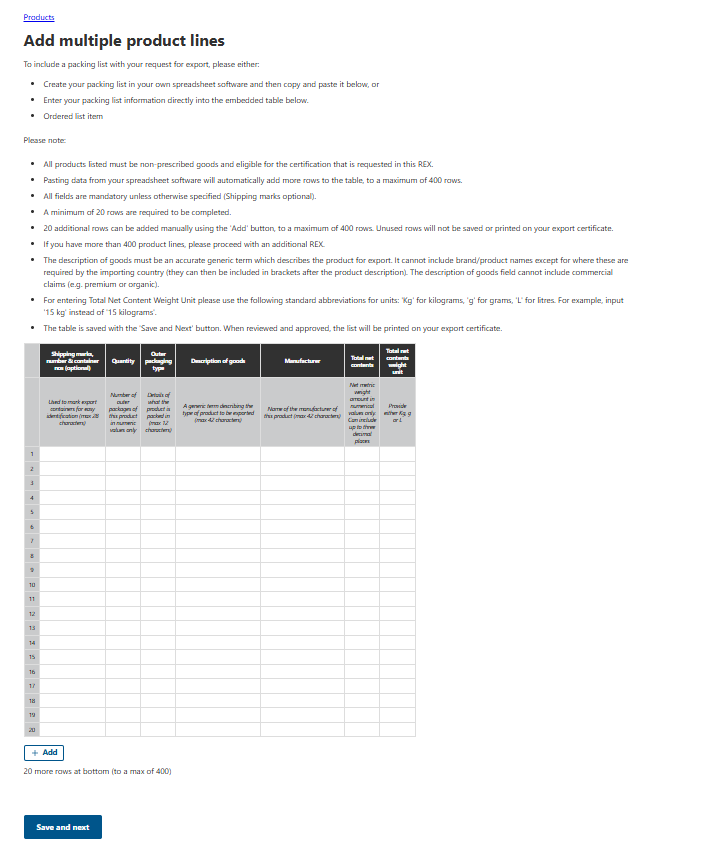 Products
Add multiple product lines
To include a packing list with your request for export, please either:
• Create your packing list in your own spreadsheet software and then copy and paste it below, or
• Enter your packing list information directly into the embedded table below.
• Ordered list item
Please note:
• All products listed must be non-prescribed goods and eligible for the certification that is requested in this REX.
• Pasting data from your spreadsheet software will automatically add more rows to the table, to a maximum of 400 rows.
• All fields are mandatory unless otherwise specified (Shipping marks optional).
• A minimum of 20 rows are required to be completed.
• 20 additional rows can be added manually using the 'Add' button, to a maximum of 400 rows. Unused rows will not be saved or printed on your export certificate.
• If you have more than 400 product lines, please proceed with an additional REX.
• The description of goods must be an accurate generic term which describes the product for export. It cannot include brand/product names except for where these are
required by the importing country (they can then be included in brackets after the product description). The description of goods field cannot include commercial
claims (e.g. premium or organic).
• For entering Total Net Content Weight Unit please use the following standard abbreviations for units: 'Kg' for kilograms, 'g' for grams, 'L' for litres. For example, input
'15 kg' instead of '15 kilograms'.
• The table is saved with the 'Save and Next' button. When reviewed and approved, the list will be printed on your export certificate.
Shipping marks,
number & container
nos (optional)
Quantity
Outer
packaging
type
Description of goods
Manufacturer
Total net
contents
Total net
contents
weight
unit
Used to mark export
containers for easy
identification (max 28
characters)
Number of
outer
packages of
this product
in numeric
values only
Details of
what the
product is
packed in
(max 12
characters)
A generic term describing the
type of product to be exported
(max 42 characters)
Name of the manufacturer of
this product (max 42 characters)
Net metric
weight
amount in
numerical
values only.
Can include
up to three
decimal
places
Provide
either Kg, g
or L
1
2
3
4
5
6
7
8
9
10
11
12
13
14
15
16
17
18
19
20
+ Add
20 more rows at bottom (to a max of 400)
Save and next